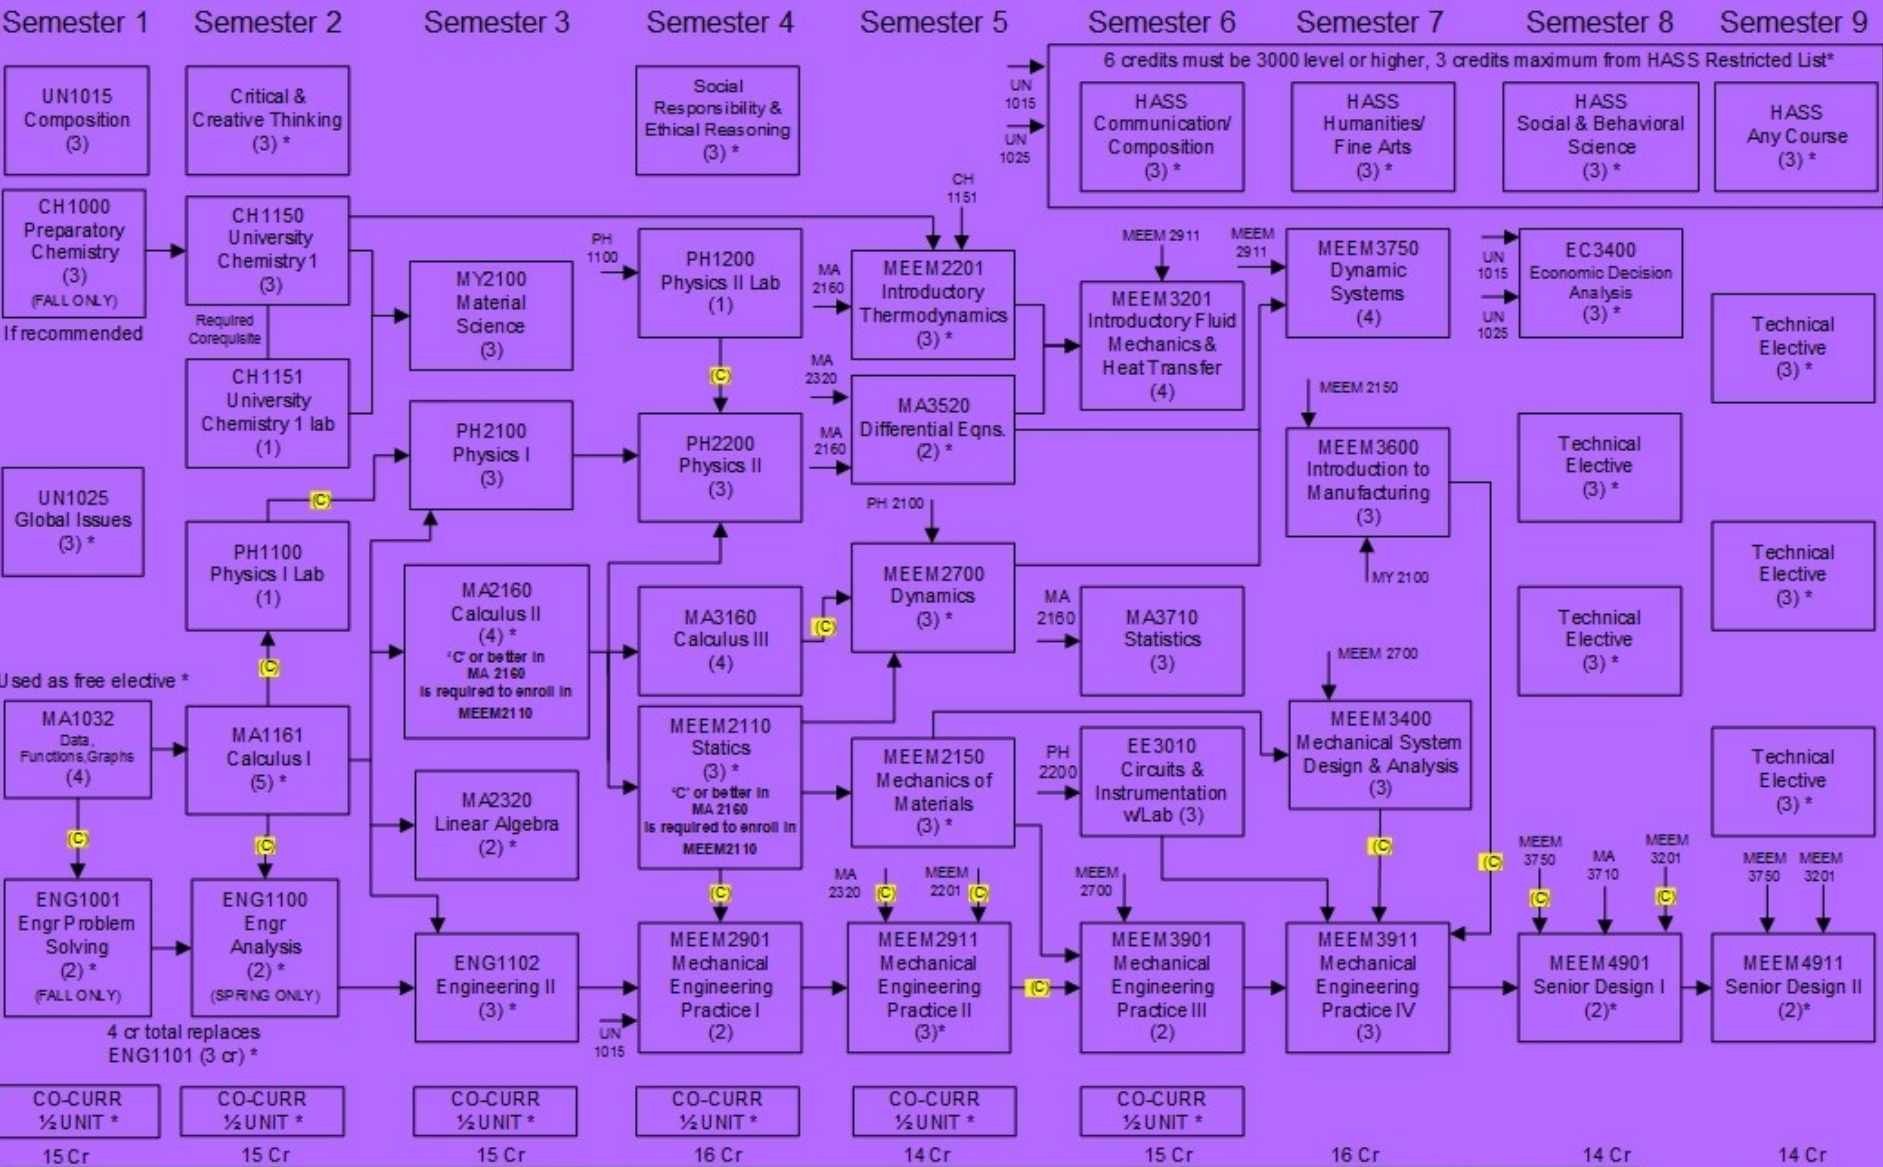 Semester 1
Semester 2
Semester 3
Semester 4
Semester 5
Semester 6
Semester 7
Semester 8
Semester 9
6 credits must be 3000 level or higher, 3 credits maximum from HASS Restricted List*
UN1015
Composition
(3)
Critical &
Creative Thinking
(3) *
Social
Responsibility &
Ethical Reasoning
(3) *
UN
1015
UN
1025
HASS
Communication/
Composition
(3) *
HASS
Humanities/
Fine Arts
(3) *
HASS
Social & Behavioral
Science
(3) *
HASS
Any Course
(3) *
CH1000
Preparatory
Chemistry
(3)
(FALL ONLY)
If recommended
CH1150
University
Chemistry 1
(3)
Required
Corequisite
CH1151
University
Chemistry 1 lab
(1)
MY2100
Material
Science
(3)
PH
1100
PH1200
Physics II Lab
(1)
(C)
CH
1151
MA
2160
MEEM2201
Introductory
Thermodynamics
(3) *
MEEM 2911
MEEM3201
Introductory Fluid
Mechanics &
Heat Transfer
(4)
MEEM
2911
MEEM3750
Dynamic
Systems
(4)
UN
1015
UN
1025
EC3400
Economic Decision
Analysis
(3) *
Technical
Elective
(3) *
MA
2320
MA
2160
MA3520
Differential Eqns.
(2) *
PH2100
Physics I
(3)
PH2200
Physics II
(3)
MEEM 2150
MEEM3600
Introduction to
Manufacturing
(3)
MY 2100
Technical
Elective
(3) *
UN1025
Global Issues
(3) *
(C)
PH1100
Physics I Lab
(1)
(C)
MA2160
Calculus II
(4) *
'C' or better in
MA 2160
is required to enroll in
MEEM2110
MA3160
Calculus III
(4)
(C)
PH 2100
MEEM2700
Dynamics
(3) *
MA
2160
MA3710
Statistics
(3)
Technical
Elective
(3) *
Technical
Elective
(3) *
Used as free elective *
MA1032
Data,
Functions,Graphs
(4)
(C)
MA1161
Calculus I
(5) *
(C)
MA2320
Linear Algebra
(2) *
MEEM2110
Statics
(3) *
'C' or better in
MA 2160
is required to enroll in
MEEM2110
(C)
MEEM2150
Mechanics of
Materials
(3) *
PH
2200
EE3010
Circuits &
Instrumentation
w/Lab (3)
MEEM 2700
MEEM3400
Mechanical System
Design & Analysis
(3)
(C)
(C)
Technical
Elective
(3) *
ENG1001
Engr Problem
Solving
(2) *
(FALL ONLY)
ENG1100
Engr
Analysis
(2) *
(SPRING ONLY)
4 cr total replaces
ENG1101 (3 cr) *
ENG1102
Engineering II
(3) *
UN
1015
MEEM2901
Mechanical
Engineering
Practice I
(2)
MA
2320
(C)
MEEM
2201
(C)
MEEM2911
Mechanical
Engineering
Practice II
(3)*
(C)
MEEM
2700
MEEM3901
Mechanical
Engineering
Practice III
(2)
MEEM3911
Mechanical
Engineering
Practice IV
(3)
MEEM
3750
(C)
MA
3710
MEEM
3201
(C)
MEEM4901
Senior Design I
(2)*
MEEM
3750
MEEM
3201
MEEM4911
Senior Design II
(2)*
CO-CURR
½ UNIT *
CO-CURR
½ UNIT *
CO-CURR
½ UNIT *
CO-CURR
½ UNIT *
CO-CURR
½ UNIT *
CO-CURR
½ UNIT *
15 Cr
15 Cr
15 Cr
16 Cr
14 Cr
15 Cr
16 Cr
14 Cr
14 Cr